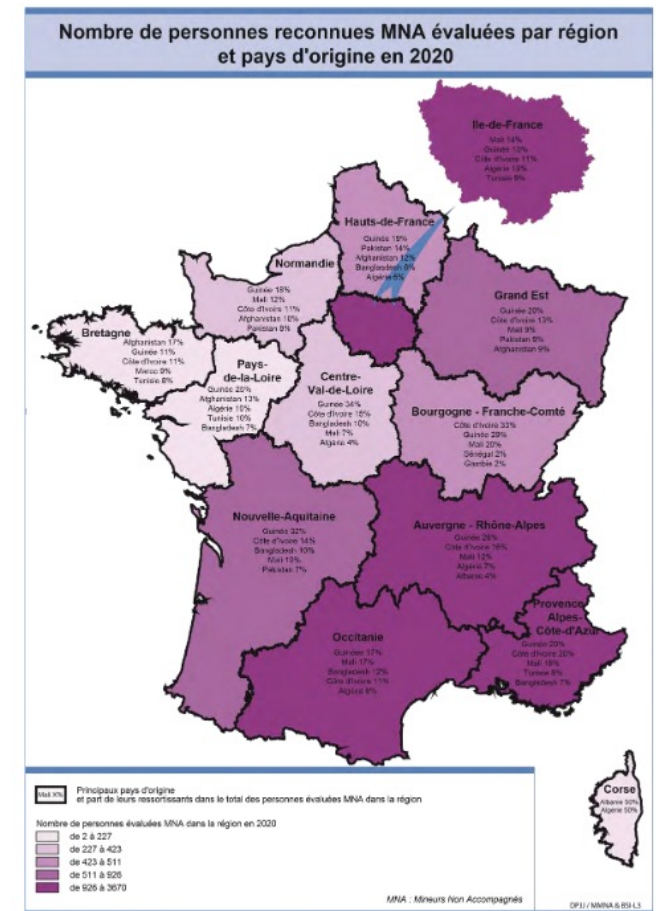 Nombre de personnes reconnues MNA évaluées par région
et pays d'origine en 2020
Ile-de-France
Mali 14%
Guinée 13%
Côte d'Ivoire 11%
Algérie 10%
Tunisie 9%
Hauts-de-France
Guinée 19%
Pakistan 14%
Afghanistan 12%
Bangladesh 8%
Algérie 6%
Normandie
Guinée 18%
Mali 12%
Côte d'Ivoire 11%
Afghanistan 10%
Pakistan 9%
Grand Est
Guinée 20%
Côte d'Ivoire 13%
Mali 9%
Pakistan 9%
Afghanistan 9%
Bretagne
Afghanistan 17%
Guinée 11%
Côte d'Ivoire 11%
Maroc 9%
Tunisie 8%
Pays-
de-la-Loire
Guinée 25%
Afghanistan 13%
Algérie 10%
Tunisie 10%
Bangladesh 7%
Centre-
Val-de-Loire
Guinée 34%
Côte d'Ivoire 18%
Bangladesh 10%
Mali 7%
Algérie 4%
Bourgogne - Franche-Comté
Côte d'Ivoire 33%
Guinée 29%
Mali 20%
Sénégal 2%
Gambie 2%
Nouvelle-Aquitaine
Guinée 32%
Côte d'Ivoire 14%
Bangladesh 10%
Mali 10%
Pakistan 7%
Auvergne - Rhône-Alpes
Guinée 26%
Côte d'Ivoire 16%
Mali 12%
Algérie 7%
Albanie 4%
Provence
Alpes-
Côte-d'Azur
Guinée 20%
Côte d'Ivoire 20%
Mali 18%
Tunisie 8%
Bangladesh 7%
Occitanie
Guinée 17%
Mali 17%
Bangladesh 12%
Côte d'Ivoire 11%
Algérie 8%
Corse
Albanie 50%
Algérie 50%
Mali X%
Principaux pays d'origine
et part de leurs ressortissants dans le total des personnes évaluées MNA dans la région
Nombre de personnes évaluées MNA dans la région en 2020
de 2 à 227
de 227 à 423
de 423 à 511
de 511 à 926
de 926 à 3670
MNA : Mineurs Non Accompagnés
DPJJ / MMNA & BSI-L3